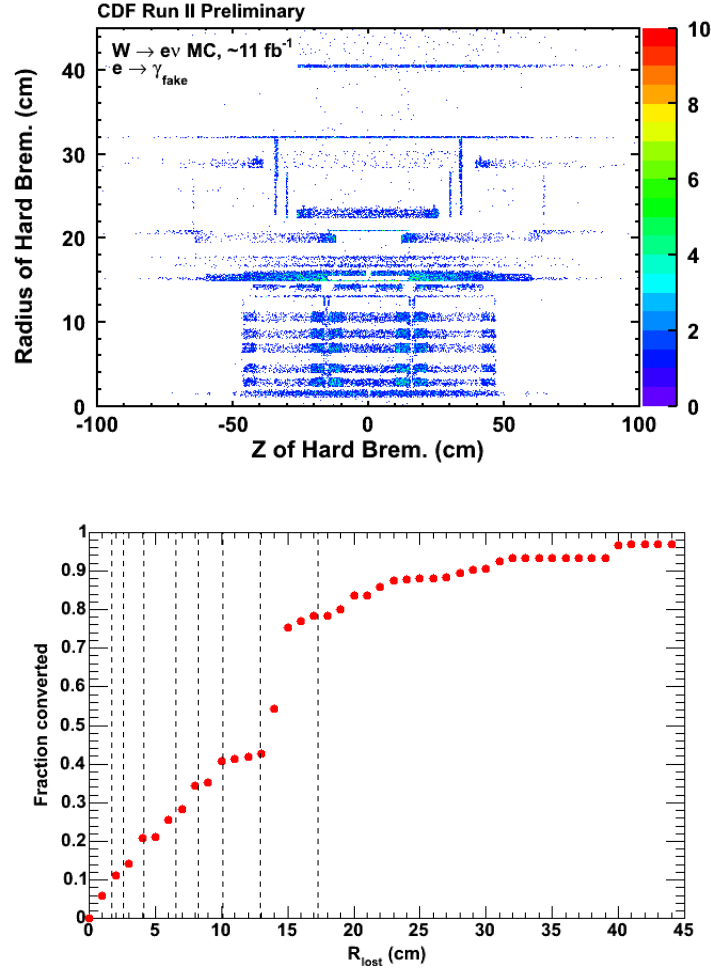 CDF Run II Preliminary
W → eν MC, ~11 fb⁻¹
e → γ_fake
Radius of Hard Brem. (cm)
40
30
20
10
0
-100 -50 0 50 100
Z of Hard Brem. (cm)
10
8
6
4
2
0
Fraction converted
1
0.9
0.8
0.7
0.6
0.5
0.4
0.3
0.2
0.1
0
0 5 10 15 20 25 30 35 40 45
R_lost (cm)